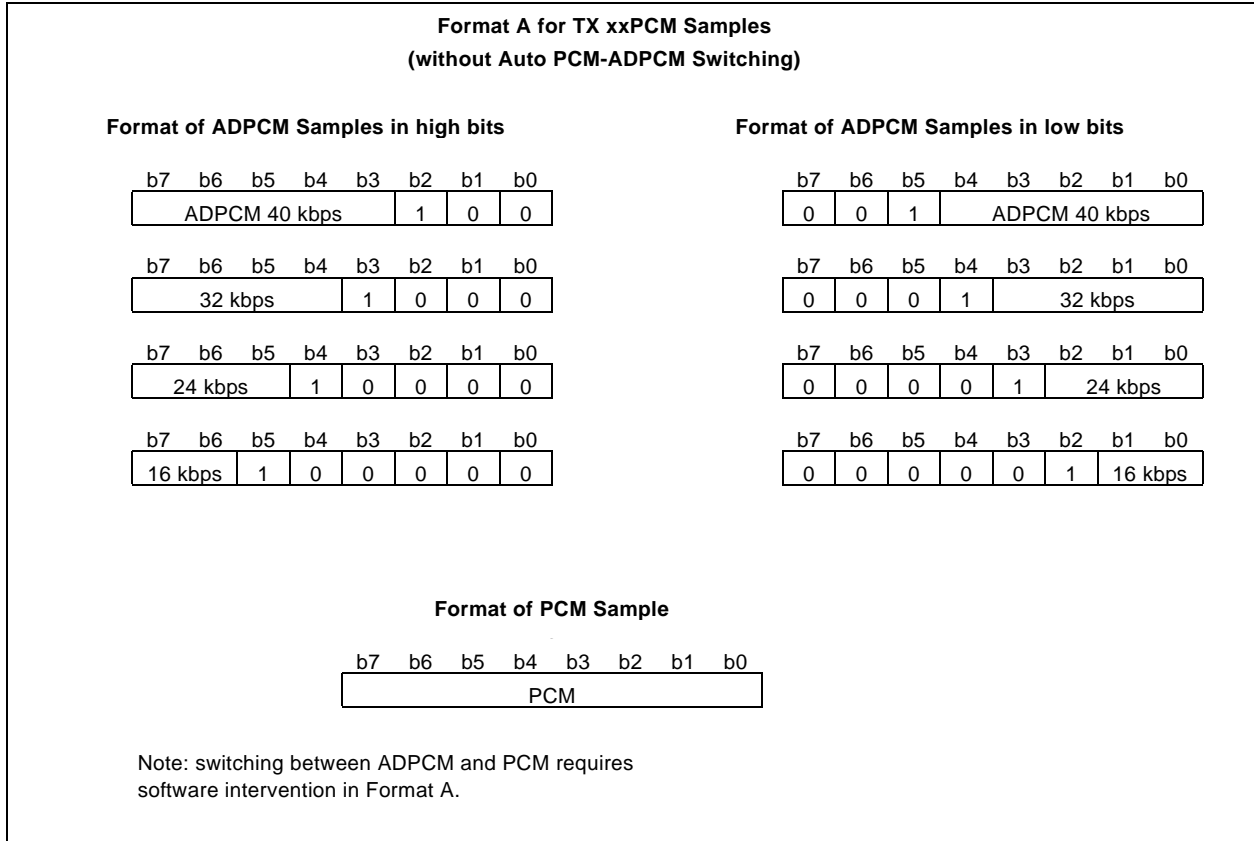 Format A for TX xxPCM Samples
(without Auto PCM-ADPCM Switching)
Format of ADPCM Samples in high bits
b7 b6 b5 b4 b3 b2 b1 b0
ADPCM 40 kbps 1 0 0
b7 b6 b5 b4 b3 b2 b1 b0
32 kbps 1 0 0 0
b7 b6 b5 b4 b3 b2 b1 b0
24 kbps 1 0 0 0 0
b7 b6 b5 b4 b3 b2 b1 b0
16 kbps 1 0 0 0 0 0
Format of ADPCM Samples in low bits
b7 b6 b5 b4 b3 b2 b1 b0
0 0 1 ADPCM 40 kbps
b7 b6 b5 b4 b3 b2 b1 b0
0 0 0 1 32 kbps
b7 b6 b5 b4 b3 b2 b1 b0
0 0 0 0 1 24 kbps
b7 b6 b5 b4 b3 b2 b1 b0
0 0 0 0 0 1 16 kbps
Format of PCM Sample
b7 b6 b5 b4 b3 b2 b1 b0
PCM
Note: switching between ADPCM and PCM requires
software intervention in Format A.